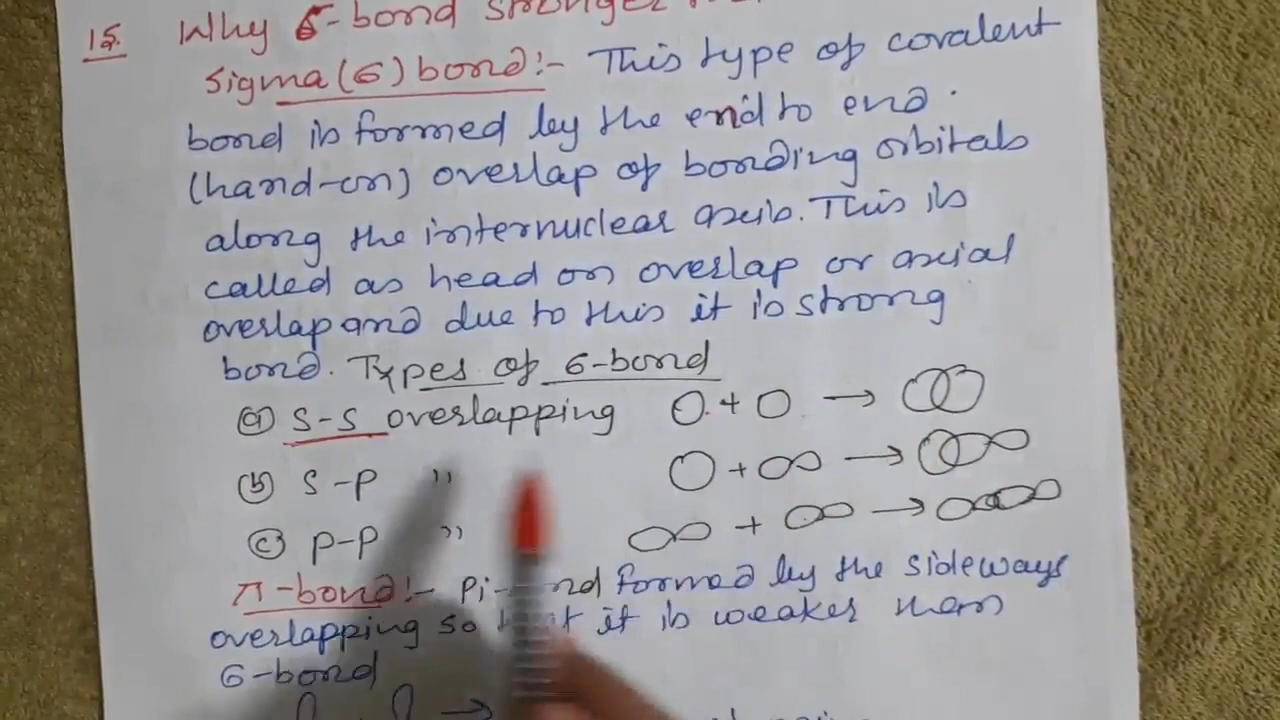 15. Why σ-bond stronger
Sigma (σ) bond:- This type of covalent
bond is formed by the end to end
(hand-on) overlap of bonding orbitals
along the internuclear axis. This is
called as head on overlap or axial
overlap and due to this it is strong
bond. Types of σ-bond
(a) S-S overlapping O + O → OO
(b) S-P " O + ∞ → O∞
(c) P-P " ∞ + ∞ → ∞∞
π-bond:- Pi- formed by the sideways
overlapping so it is weaker than
σ-bond